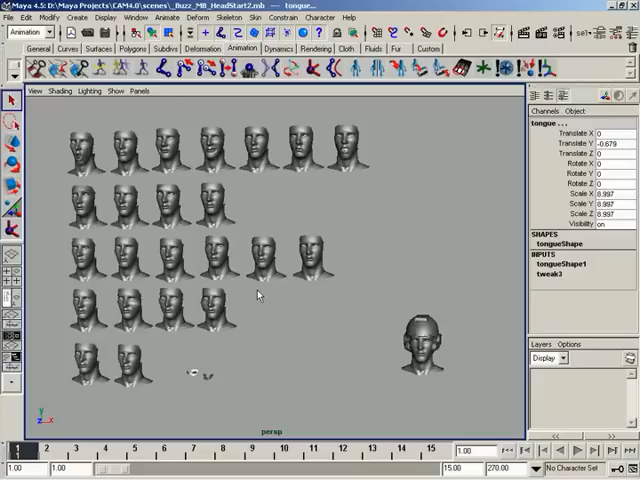 Maya 4.5: D:\Maya Projects\CAM4.0\scenes\_Buzz_MB_HeadStart2.mb --- tongue...
File Edit Modify Create Display Window Animate Deform Skeleton Skin Constrain Character Help
Animation sel
General Curves Surfaces Polygons Subdivs Deformation Animation Dynamics Rendering Cloth Fluids Fur Custom
View Shading Lighting Show Panels
Channels Object
tongue ...
Translate X 0
Translate Y -0.679
Translate Z 0
Rotate X 0
Rotate Y 0
Rotate Z 0
Scale X 8.997
Scale Y 8.997
Scale Z 8.997
Visibility on
SHAPES
tongueShape
INPUTS
tongueShape1
tweak3
Layers Options
Display
y
z x
persp
1 2 3 4 5 6 7 8 9 10 11 12 13 14 15 1.00
1
1.00 1.00 15.00 270.00 No Character Set